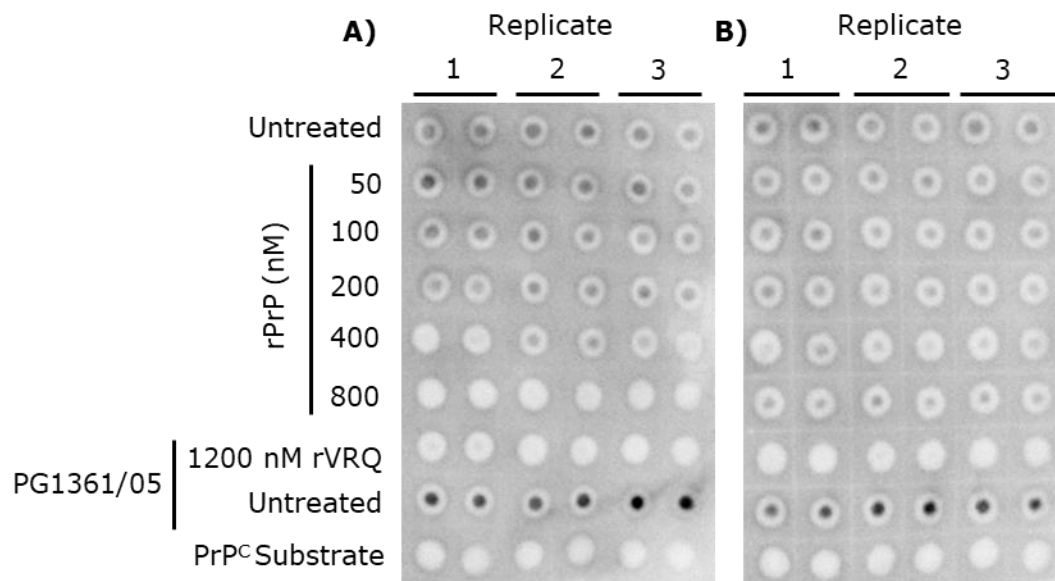 A) Replicate B) Replicate
1 2 3 1 2 3
Untreated
rPrP (nM)
50
100
200
400
800
PG1361/05
1200 nM rVRQ
Untreated
PrPᶜ Substrate